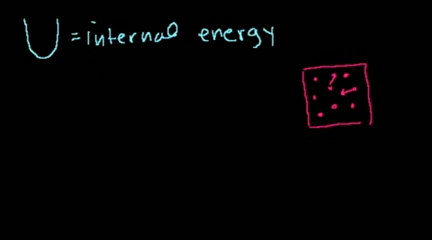 U = internal energy